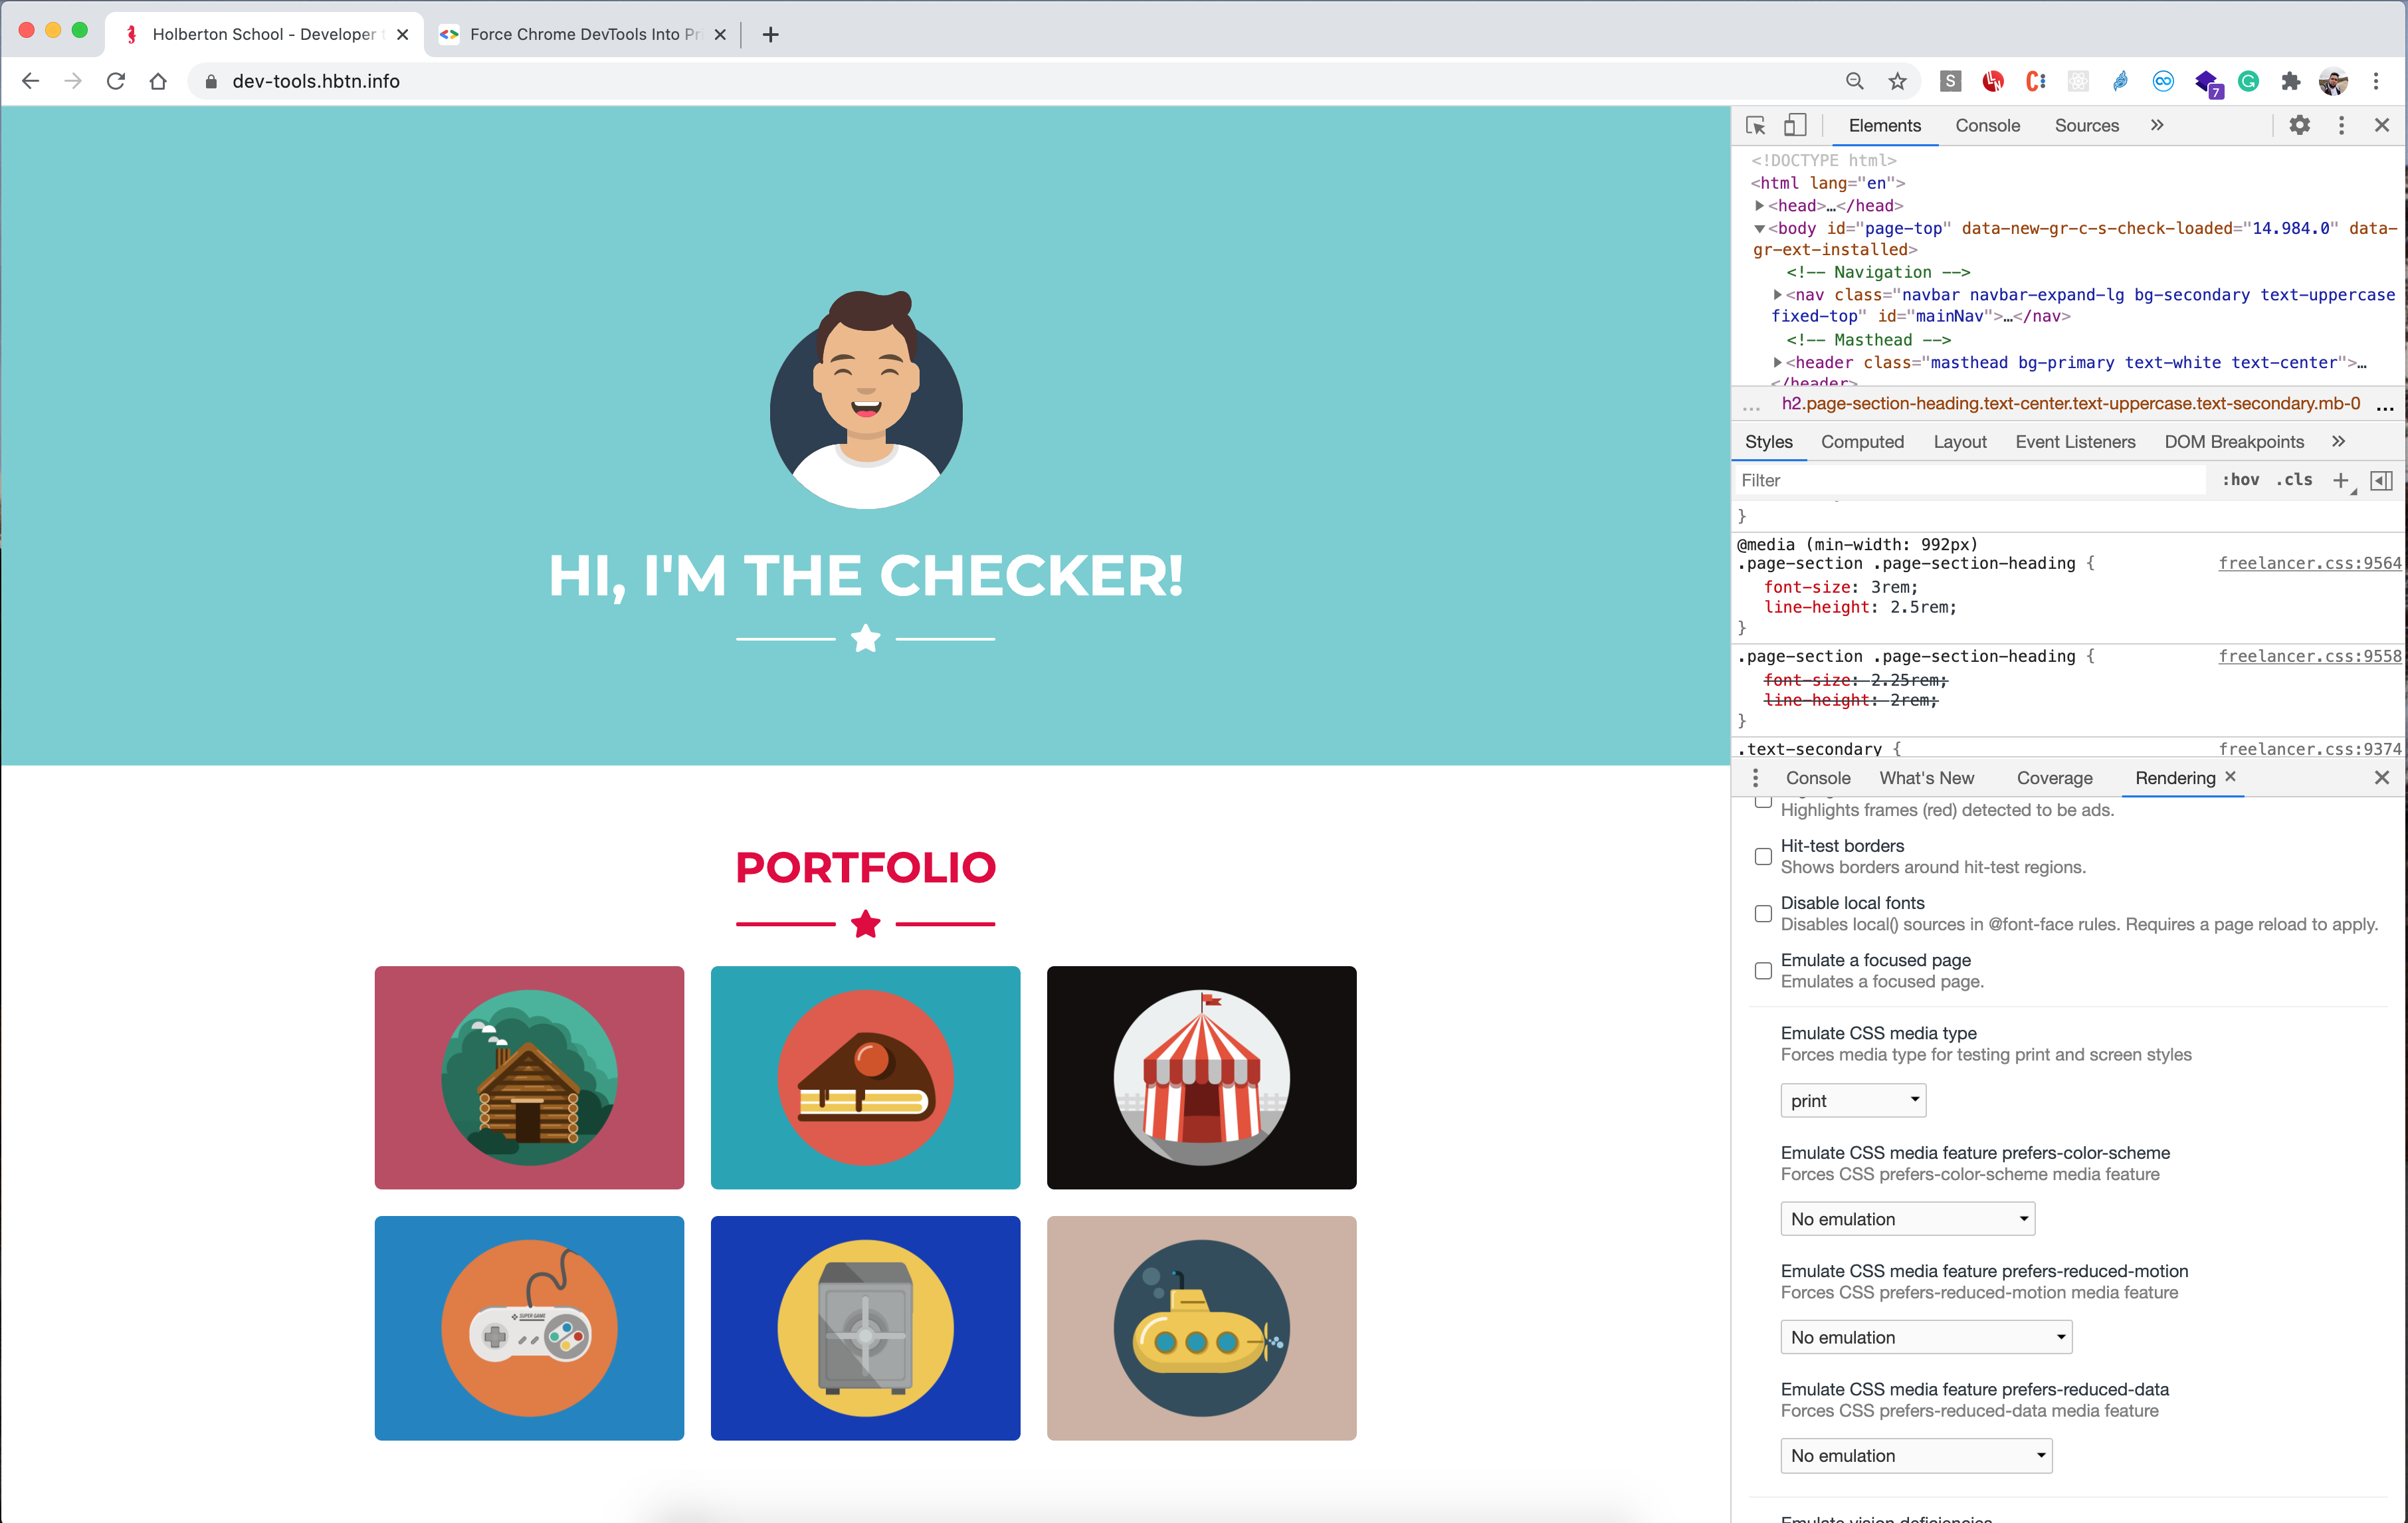 Holberton School - Developer t
Force Chrome DevTools Into Pr
dev-tools.hbtn.info
7
Elements Console Sources
<!DOCTYPE html>
<html lang="en">
<head>…</head>
<body id="page-top" data-new-gr-c-s-check-loaded="14.984.0" data-
gr-ext-installed>
<!-- Navigation -->
<nav class="navbar navbar-expand-lg bg-secondary text-uppercase
fixed-top" id="mainNav">…</nav>
<!-- Masthead -->
<header class="masthead bg-primary text-white text-center">…
</header>
... h2.page-section-heading.text-center.text-uppercase.text-secondary.mb-0 ...
Styles Computed Layout Event Listeners DOM Breakpoints
Filter :hov .cls
}
@media (min-width: 992px)
.page-section .page-section-heading { freelancer.css:9564
font-size: 3rem;
line-height: 2.5rem;
}
.page-section .page-section-heading { freelancer.css:9558
font-size: 2.25rem;
line-height: 2rem;
}
.text-secondary { freelancer.css:9374
Console What's New Coverage Rendering
Highlights frames (red) detected to be ads.
Hit-test borders
Shows borders around hit-test regions.
Disable local fonts
Disables local() sources in @font-face rules. Requires a page reload to apply.
Emulate a focused page
Emulates a focused page.
Emulate CSS media type
Forces media type for testing print and screen styles
print
Emulate CSS media feature prefers-color-scheme
Forces CSS prefers-color-scheme media feature
No emulation
Emulate CSS media feature prefers-reduced-motion
Forces CSS prefers-reduced-motion media feature
No emulation
Emulate CSS media feature prefers-reduced-data
Forces CSS prefers-reduced-data media feature
No emulation
Emulate vision deficiencies
HI, I'M THE CHECKER!
PORTFOLIO
SUPER GAME